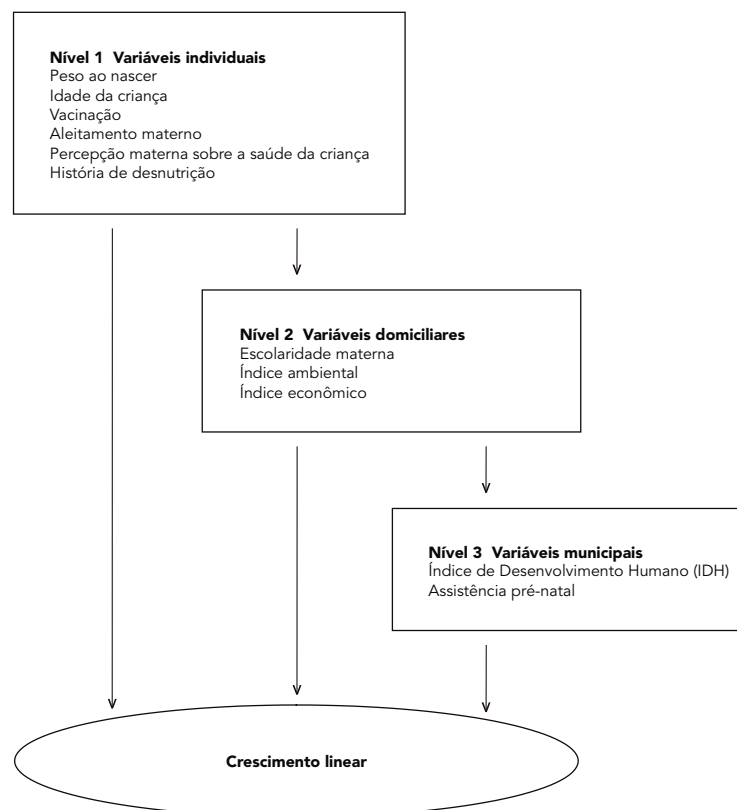 Nível 1 Variáveis individuais
Peso ao nascer
Idade da criança
Vacinação
Aleitamento materno
Percepção materna sobre a saúde da criança
História de desnutrição
Nível 2 Variáveis domiciliares
Escolaridade materna
Índice ambiental
Índice econômico
Nível 3 Variáveis municipais
Índice de Desenvolvimento Humano (IDH)
Assistência pré-natal
Crescimento linear